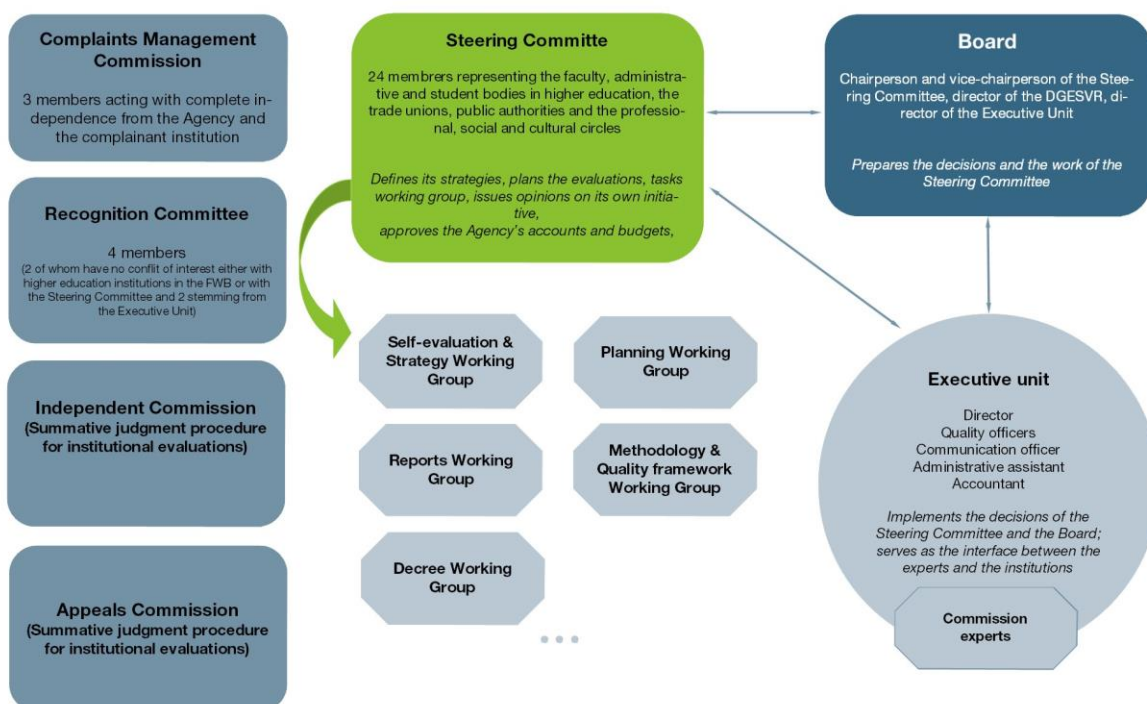 Complaints Management
Commission
3 members acting with complete in-
dependence from the Agency and
the complainant institution
Recognition Committee
4 members
(2 of whom have no conflit of interest either with
higher education institutions in the FWB or with
the Steering Committee and 2 stemming from
the Executive Unit)
Independent Commission
(Summative judgment procedure
for institutional evaluations)
Appeals Commission
(Summative judgment procedure
for institutional evaluations)
Steering Committe
24 membrers representing the faculty, administra-
tive and student bodies in higher education, the
trade unions, public authorities and the professio-
nal, social and cultural circles
Defines its strategies, plans the evaluations, tasks
working group, issues opinions on its own initia-
tive,
approves the Agency's accounts and budgets,
Self-evaluation &
Strategy Working
Group
Planning Working
Group
Reports Working
Group
Methodology &
Quality framework
Working Group
Decree Working
Group
...
Board
Chairperson and vice-chairperson of the Stee-
ring Committee, director of the DGESVR, di-
rector of the Executive Unit
Prepares the decisions and the work of the
Steering Committee
Executive unit
Director
Quality officers
Communication officer
Administrative assistant
Accountant
Implements the decisions of the
Steering Committee and the Board;
serves as the interface between the
experts and the institutions
Commission
experts